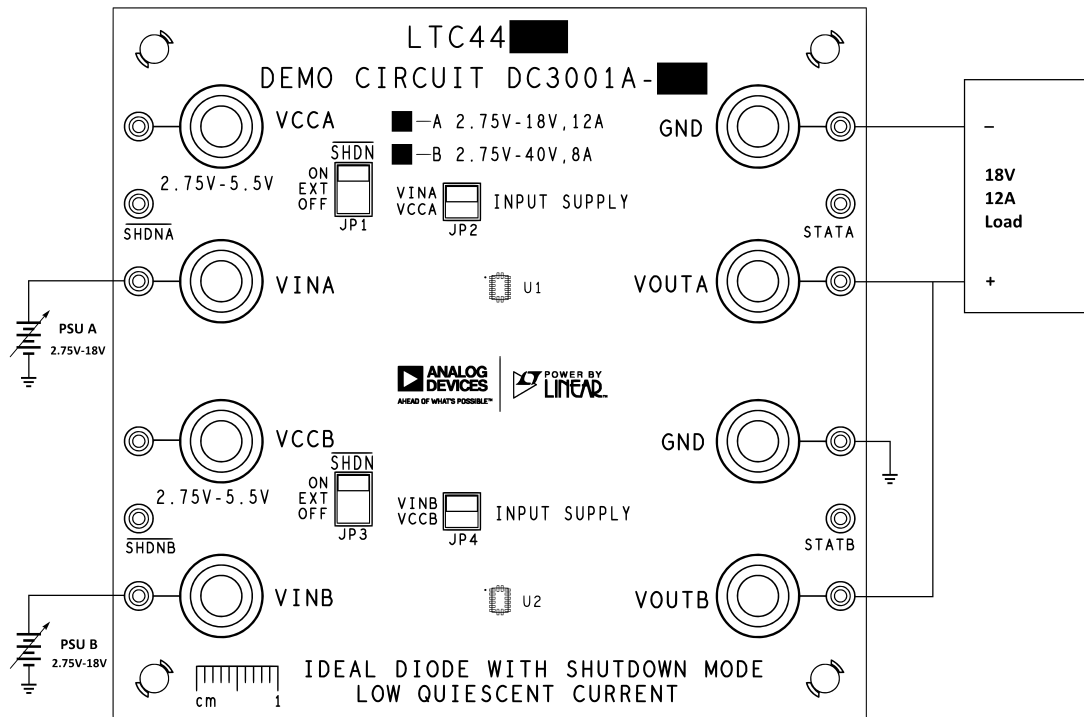 LTC44
DEMO CIRCUIT DC3001A-
VCCA
-A 2.75V-18V,12A
GND
-B 2.75V-40V,8A
2.75V-5.5V
SHDN
ON
EXT
OFF
JP1
VINA
VCCA
JP2
INPUT SUPPLY
SHDNA
STATA
-
18V
12A
Load
+
VINA
U1
VOUTA
PSU A
2.75V-18V
ANALOG
DEVICES
AHEAD OF WHAT'S POSSIBLE™
POWER BY
LINEAR™
VCCB
GND
2.75V-5.5V
SHDN
ON
EXT
OFF
JP3
VINB
VCCB
JP4
INPUT SUPPLY
SHDNB
STATB
VINB
U2
VOUTB
PSU B
2.75V-18V
IDEAL DIODE WITH SHUTDOWN MODE
LOW QUIESCENT CURRENT
cm 1